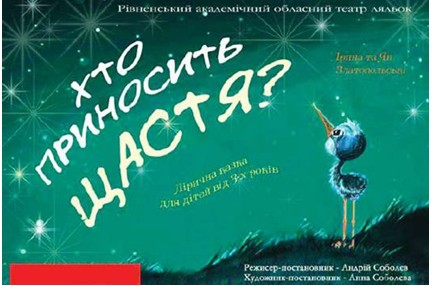 Рівненський академічний обласний театр ляльок
ХТО
ПРИНОСИТЬ
ЩАСТЯ?
Ірина та Ян
Златопольські
Лірична казка
для дітей від 3-х років
Режисер-постановник - Андрій Соболєв
Художник-постановник - Анна Соболєва